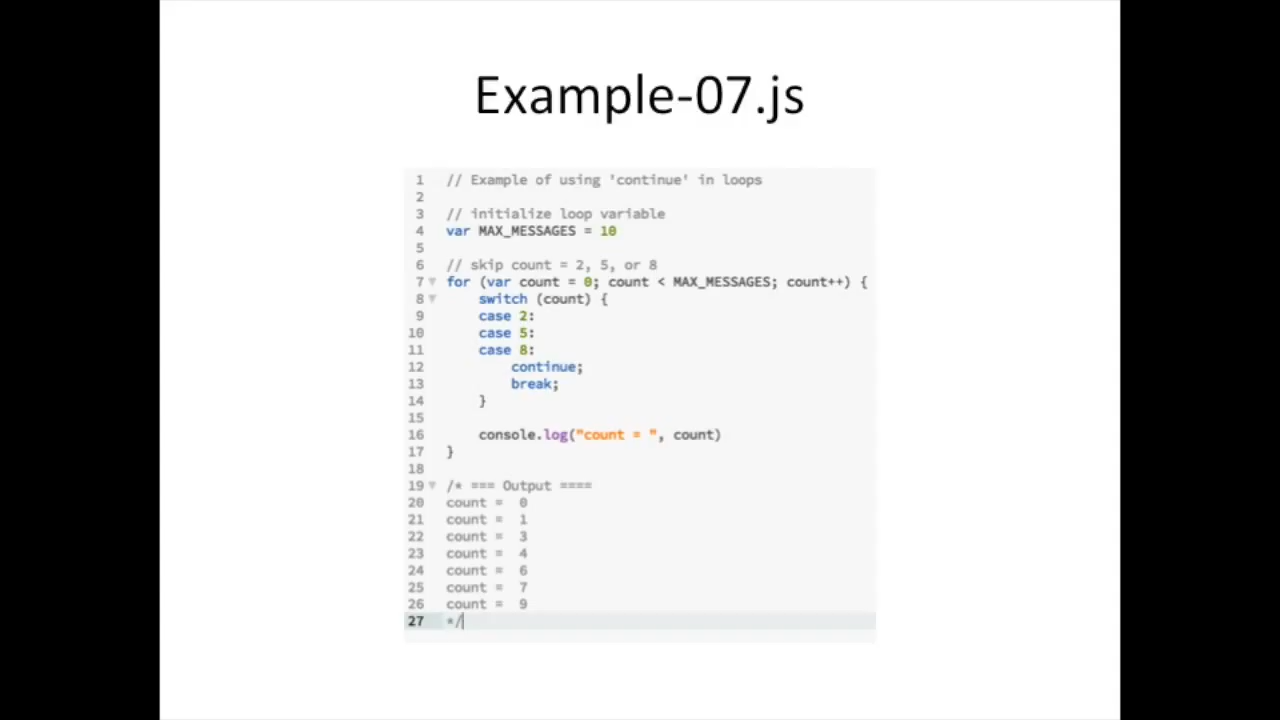 Example-07.js
1 // Example of using 'continue' in loops
2
3 // initialize loop variable
4 var MAX_MESSAGES = 10
5
6 // skip count = 2, 5, or 8
7 for (var count = 0; count < MAX_MESSAGES; count++) {
8 switch (count) {
9 case 2:
10 case 5:
11 case 8:
12 continue;
13 break;
14 }
15
16 console.log("count = ", count)
17 }
18
19 /* === Output ====
20 count =  0
21 count =  1
22 count =  3
23 count =  4
24 count =  6
25 count =  7
26 count =  9
27 */